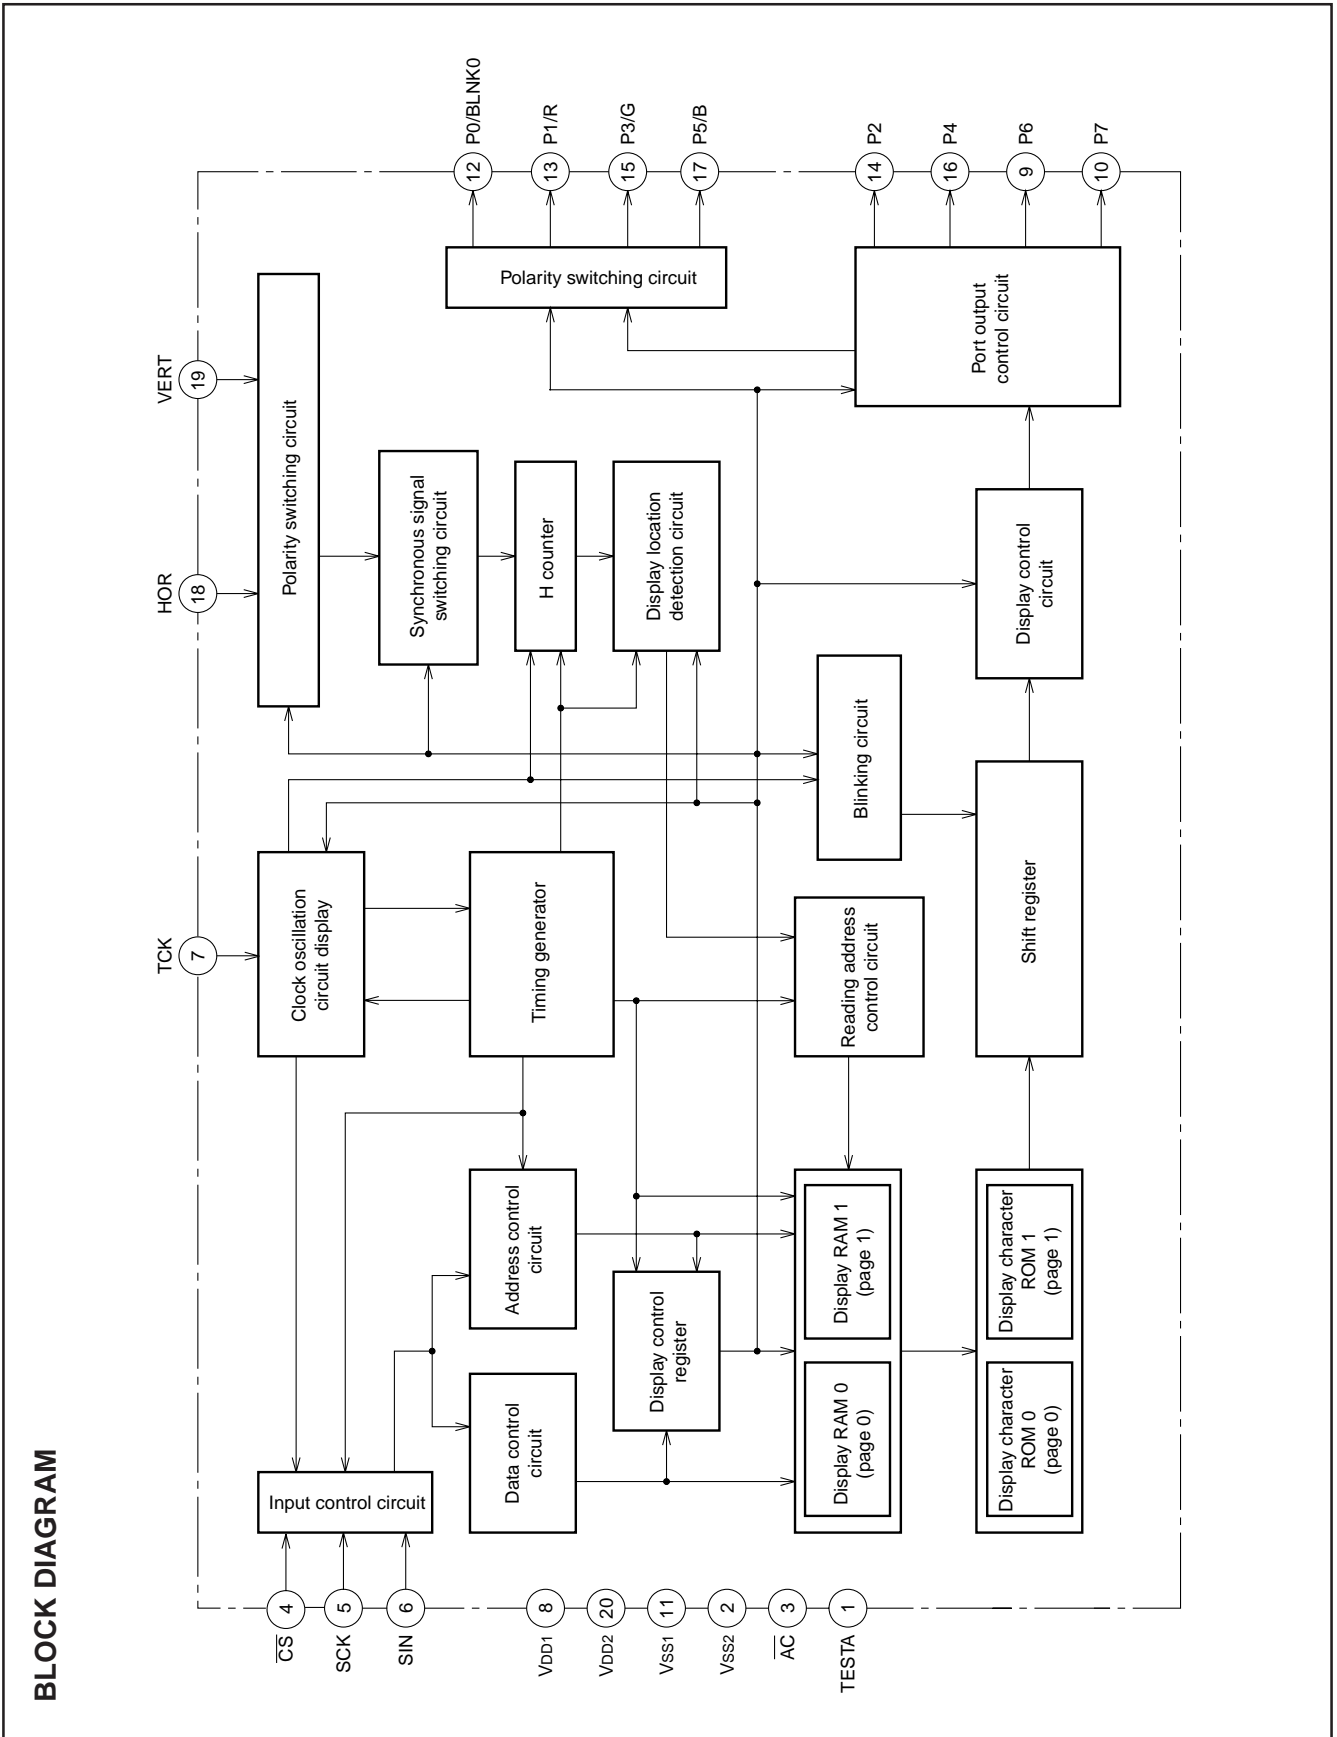 BLOCK DIAGRAM
TCK
7
HOR
18
VERT
19
CS
4
SCK
5
SIN
6
VDD1
8
VDD2
20
VSS1
11
VSS2
2
AC
3
TESTA
1
Input control circuit
Clock oscillation
circuit display
Polarity switching circuit
Data control
circuit
Address control
circuit
Timing generator
Synchronous signal
switching circuit
H counter
Display location
detection circuit
Display control
register
Polarity switching circuit
12
P0/BLNK0
13
P1/R
15
P3/G
17
P5/B
Display RAM 0
(page 0)
Display RAM 1
(page 1)
Reading address
control circuit
Blinking circuit
Display character
ROM 0
(page 0)
Display character
ROM 1
(page 1)
Shift register
Display control
circuit
Port output
control circuit
14
P2
16
P4
9
P6
10
P7